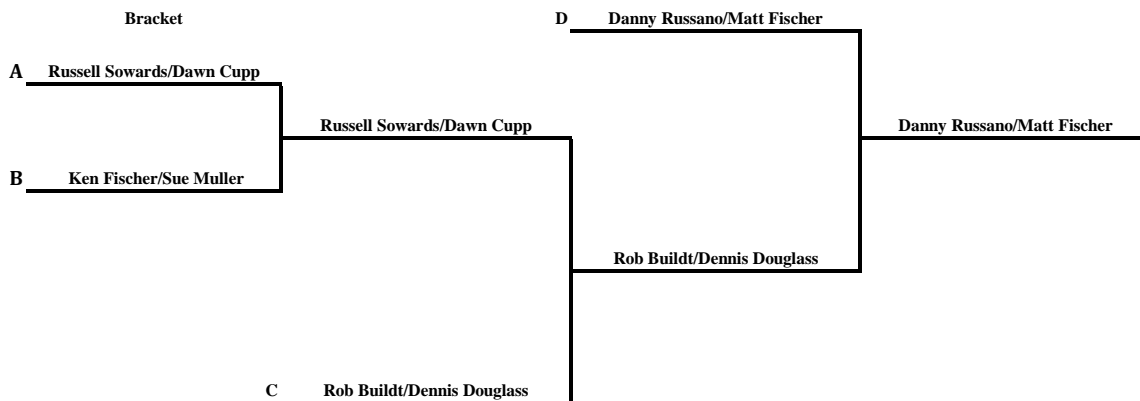 Bracket
D Danny Russano/Matt Fischer
A Russell Sowards/Dawn Cupp
Russell Sowards/Dawn Cupp
Danny Russano/Matt Fischer
B Ken Fischer/Sue Muller
Rob Buildt/Dennis Douglass
C Rob Buildt/Dennis Douglass